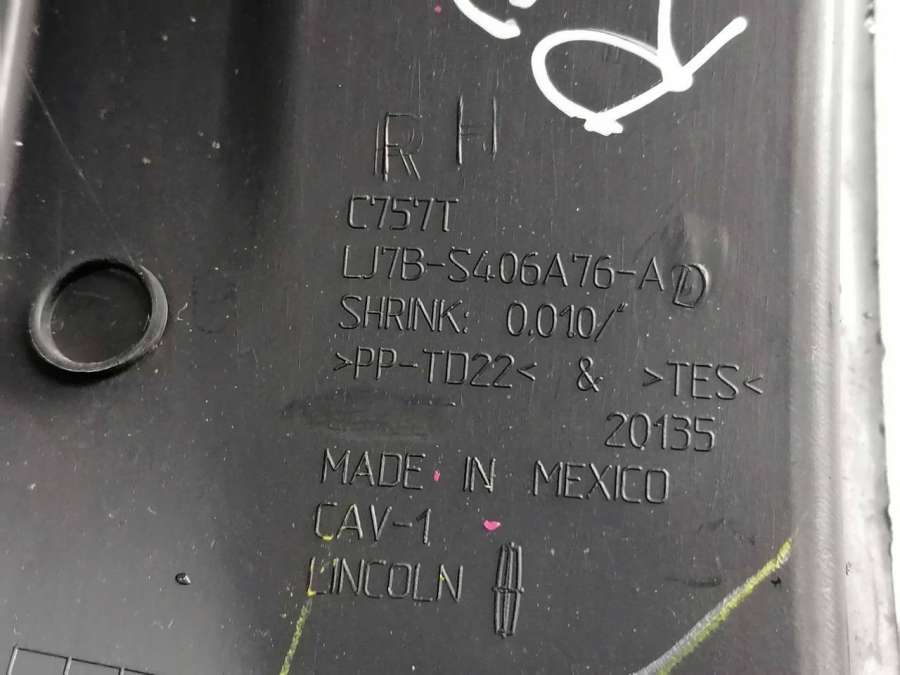 RH
C757T
LJ7B-S406A76-AD
SHRINK: 0.010/"
>PP-TD22< & >TES<
20135
MADE IN MEXICO
CAV-1
LINCOLN